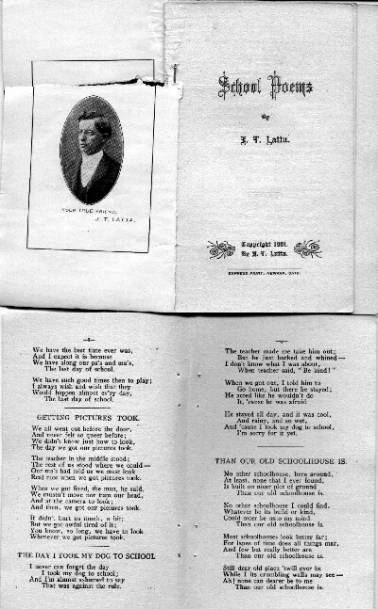 YOUR TRUE FRIEND,
J. T. LATTA.
School Poems
By
J. T. Latta.
Copyright 1901.
By J. T. Latta.
EXPRESS PRINT, NEWTON, OHIO.
We have the best time ever was,
And I expect it is because
We have along our pa's and ma's,
The last day of school.
We have such good times then to play;
I always wish and wish that they
Would happen almost ev'ry day,
The last day of school.
GETTING PICTURES TOOK.
We all went out before the door,
And never felt so queer before;
We didn't know just how to look,
The day we got our pictures took.
The teacher in the middle stood;
The rest of us stood where we could—
Our ma's had told us we must look
Real nice when we got pictures took.
When we got fixed, the man, he said,
We mustn't move nor turn our head,
And at the camera to look;
And then, we got our pictures took.
It didn't hurt us much, a bit;
But we got awful tired of it;
You know, so long, we have to look
Whenever we get pictures took.
THE DAY I TOOK MY DOG TO SCHOOL
I never can forget the day
I took my dog to school;
And I'm almost ashamed to say
That was against the rule.
The teacher made me take him out;
But he just barked and whined—
I don't know what I was about,
When teacher said, "Be kind!"
When we got out, I told him to
Go home, but there he stayed;
He acted like he wouldn't do
It, 'cause he was afraid.
He stayed all day, and it was cool,
And rainy, and so wet,
And 'cause I took my dog to school,
I'm sorry for it yet.
THAN OUR OLD SCHOOLHOUSE IS.
No other schoolhouse, here around,
At least, none that I ever found,
Is built on nicer plot of ground
Than our old schoolhouse is.
No other schoolhouse I could find,
Whatever be its build or kind,
Could ever be to my mind
Than our old schoolhouse is.
Most schoolhouses look better far;
For lapse of time does all things mar,
And few but really better are
Than our old schoolhouse is.
Still dear old place 'twill ever be
While I its crumbling walls may see—
Ah! none can dearer be to me
Than our old schoolhouse is.